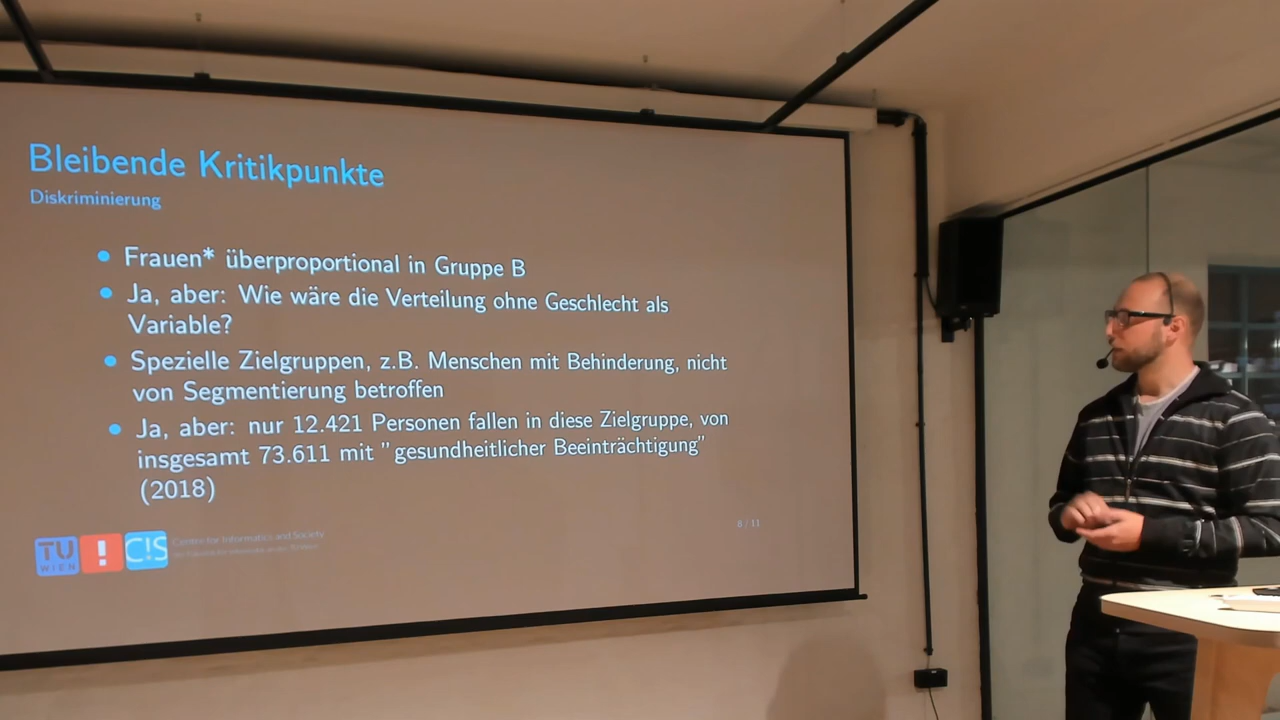 Bleibende Kritikpunkte
Diskriminierung
Frauen* überproportional in Gruppe B
Ja, aber: Wie wäre die Verteilung ohne Geschlecht als
Variable?
Spezielle Zielgruppen, z.B. Menschen mit Behinderung, nicht
von Segmentierung betroffen
Ja, aber: nur 12.421 Personen fallen in diese Zielgruppe, von
insgesamt 73.611 mit "gesundheitlicher Beeinträchtigung"
(2018)
8 / 11
TU
WIEN
!
C!S
Centre for Informatics and Society